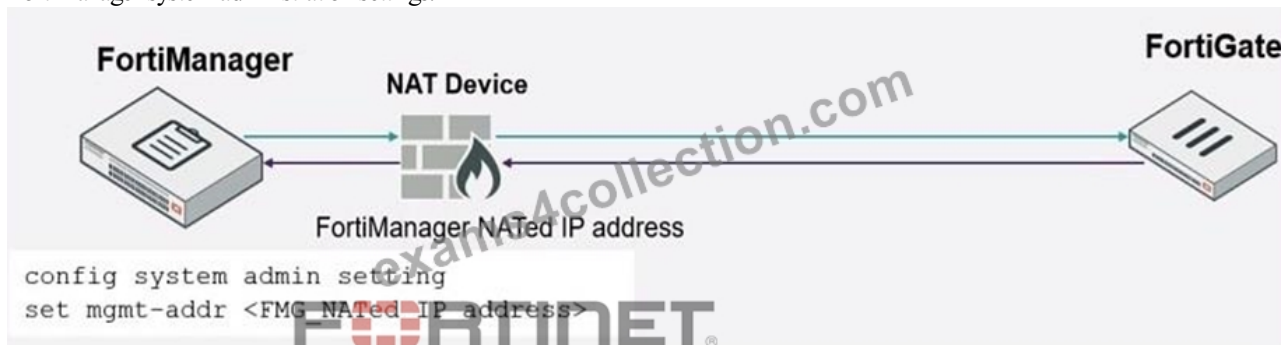 FortiManager
FortiGate
NAT Device
FortiManager NATed IP address
config system admin setting
set mgmt-addr <FMG NATed IP address>
exams4collection.com
FORTINET®